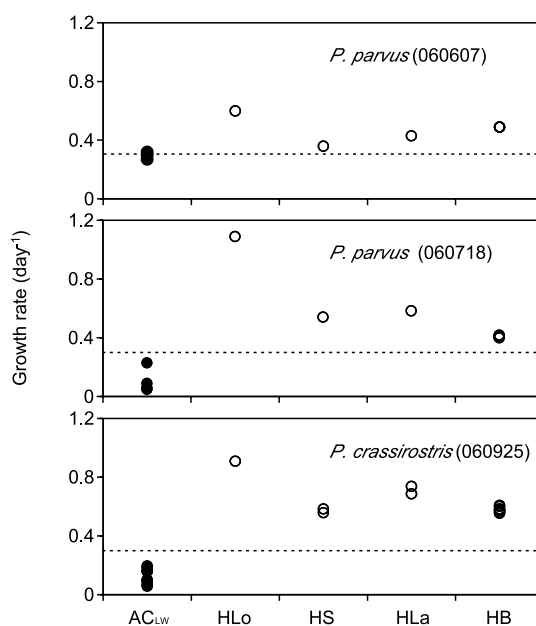 1.2
P. parvus (060607)
0.8
0.4
0
1.2
P. parvus (060718)
0.8
0.4
0
Growth rate (day-1)
1.2
P. crassirostris (060925)
0.8
0.4
0
ACLW HLo HS HLa HB